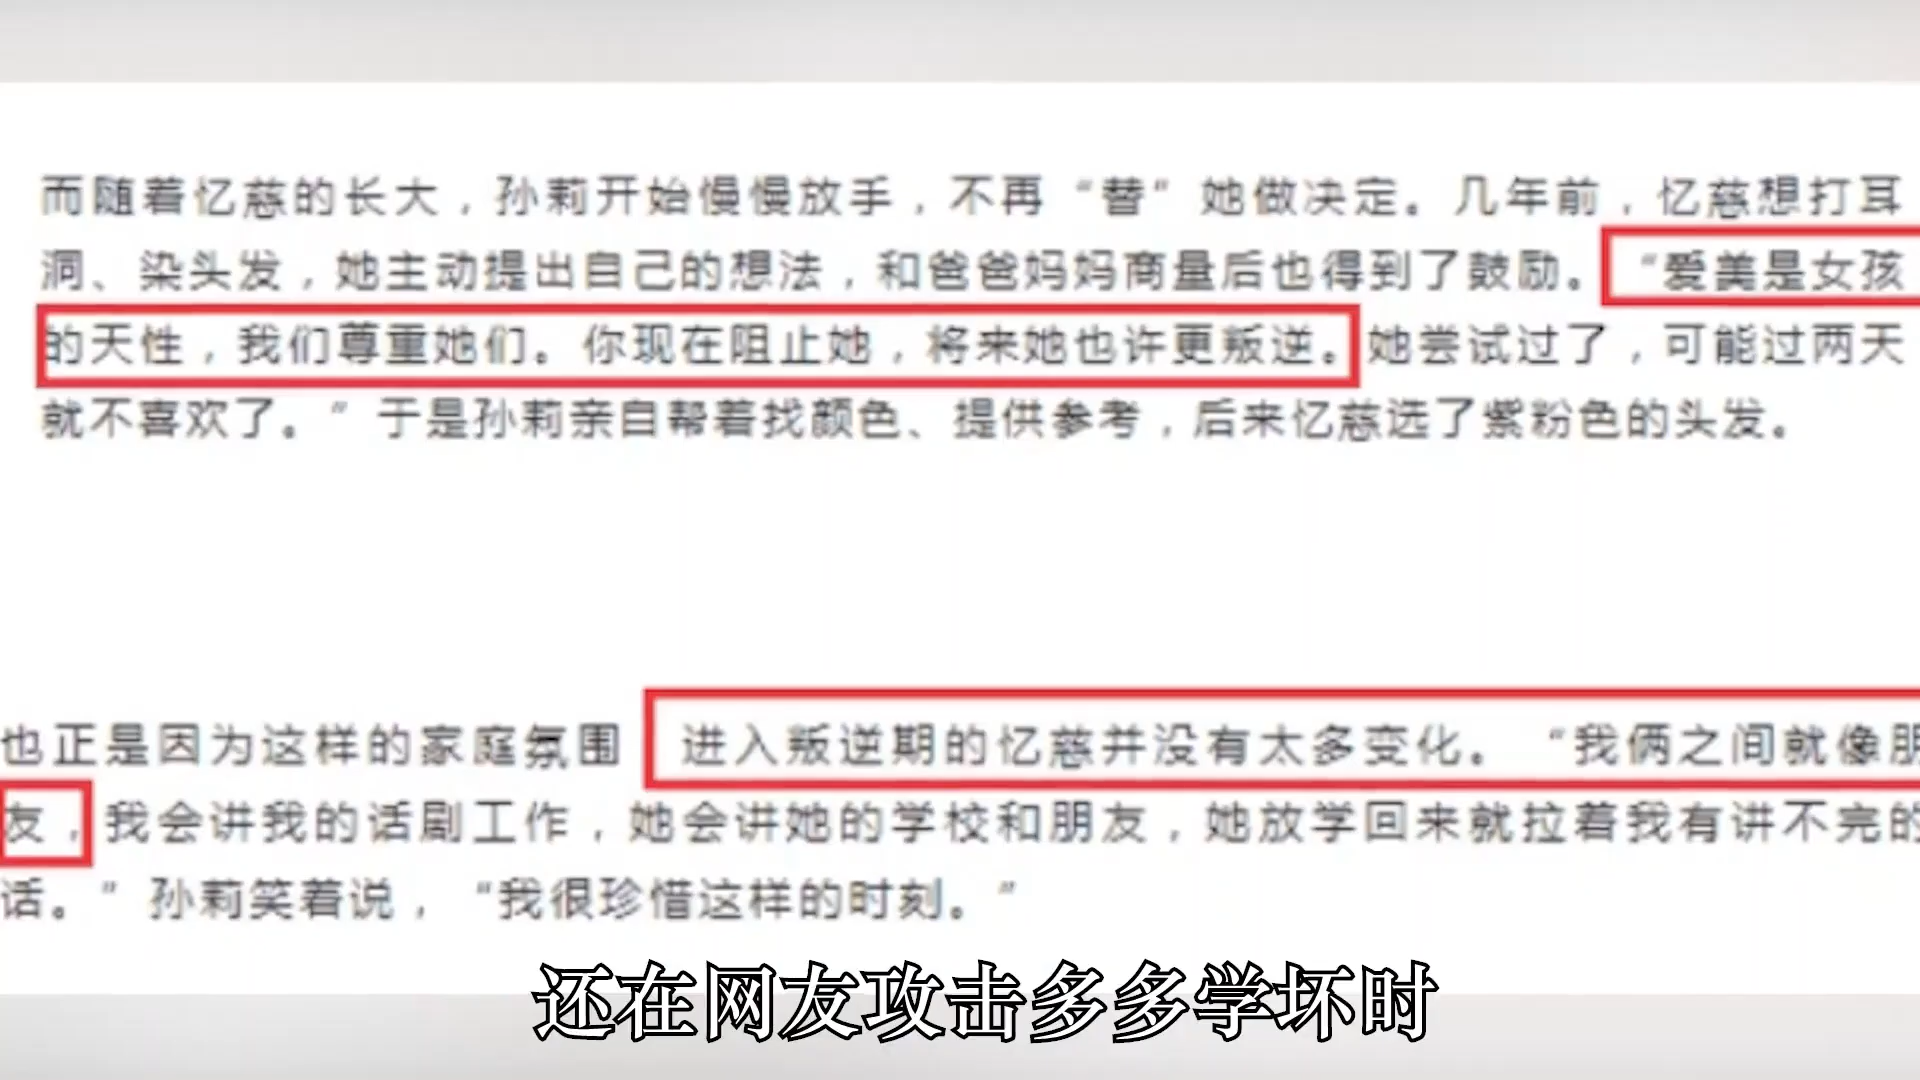 而随着忆慈的长大，孙莉开始慢慢放手，不再“替”她做决定。几年前，忆慈想打耳
洞、染头发，她主动提出自己的想法，和爸爸妈妈商量后也得到了鼓励。“爱美是女孩
的天性，我们尊重她们。你现在阻止她，将来她也许更叛逆。她尝试过了，可能过两天
就不喜欢了。”于是孙莉亲自帮着找颜色、提供参考，后来忆慈选了紫粉色的头发。
也正是因为这样的家庭氛围 进入叛逆期的忆慈并没有太多变化。“我俩之间就像朋
友，我会讲我的话剧工作，她会讲她的学校和朋友，她放学回来就拉着我有讲不完的
话。”孙莉笑着说，“我很珍惜这样的时刻。”
还在网友攻击多多学坏时